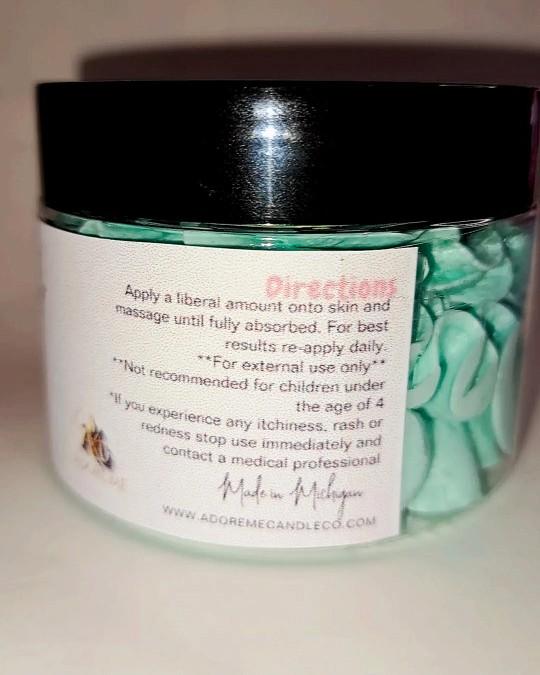 Directions
Apply a liberal amount onto skin and
massage until fully absorbed. For best
results re-apply daily.
**For external use only**
**Not recommended for children under
the age of 4
*If you experience any itchiness, rash or
redness stop use immediately and
contact a medical professional
Made in Michigan
WWW.ADOREMECANDLECO.COM